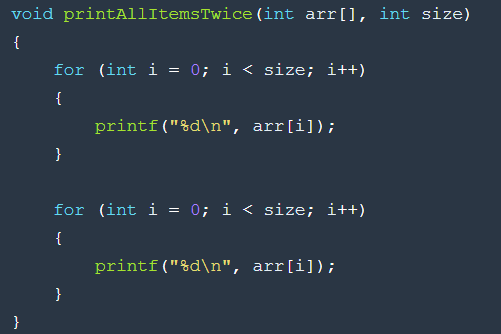 void printAllItemsTwice(int arr[], int size)
{
    for (int i = 0; i < size; i++)
    {
        printf("%d\n", arr[i]);
    }

    for (int i = 0; i < size; i++)
    {
        printf("%d\n", arr[i]);
    }
}